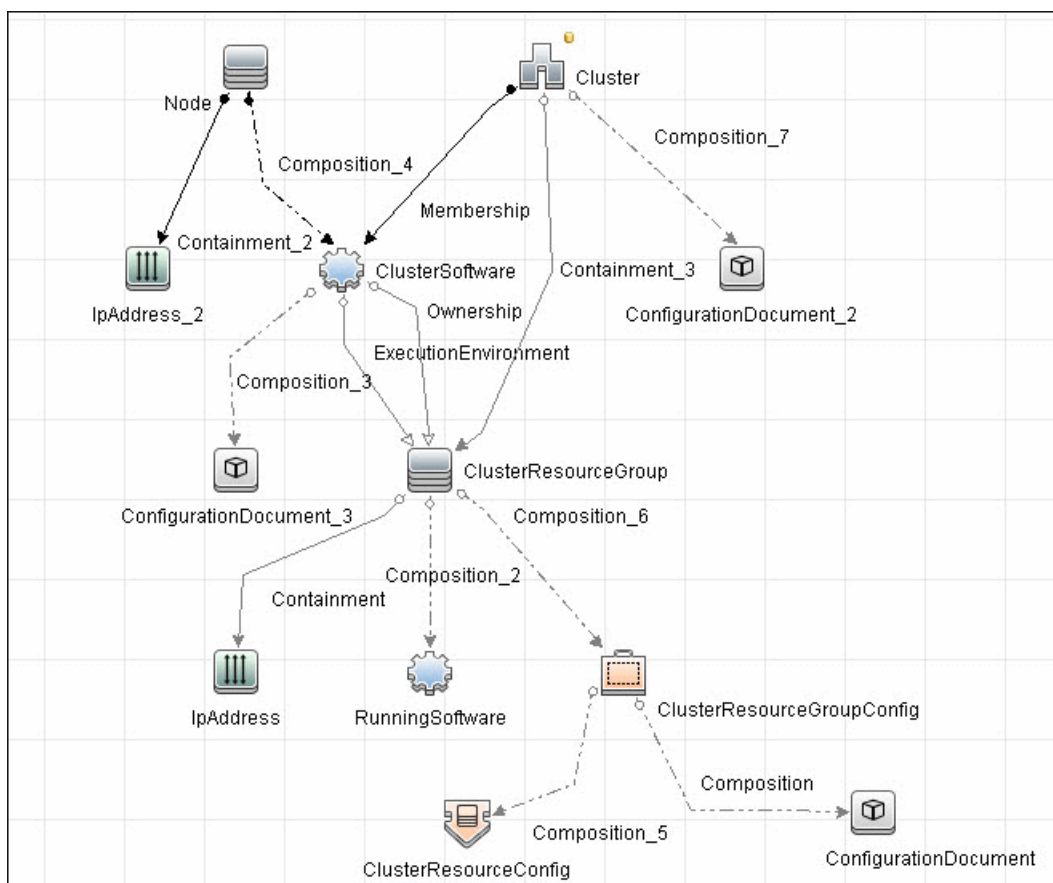 Cluster
Node
Composition_7
Composition_4
Membership
Containment_2
ClusterSoftware
Containment_3
IpAddress_2
Ownership
ConfigurationDocument_2
ExecutionEnvironment
Composition_3
ClusterResourceGroup
ConfigurationDocument_3
Composition_6
Composition_2
Containment
IpAddress
RunningSoftware
ClusterResourceGroupConfig
Composition
Composition_5
ConfigurationDocument
ClusterResourceConfig